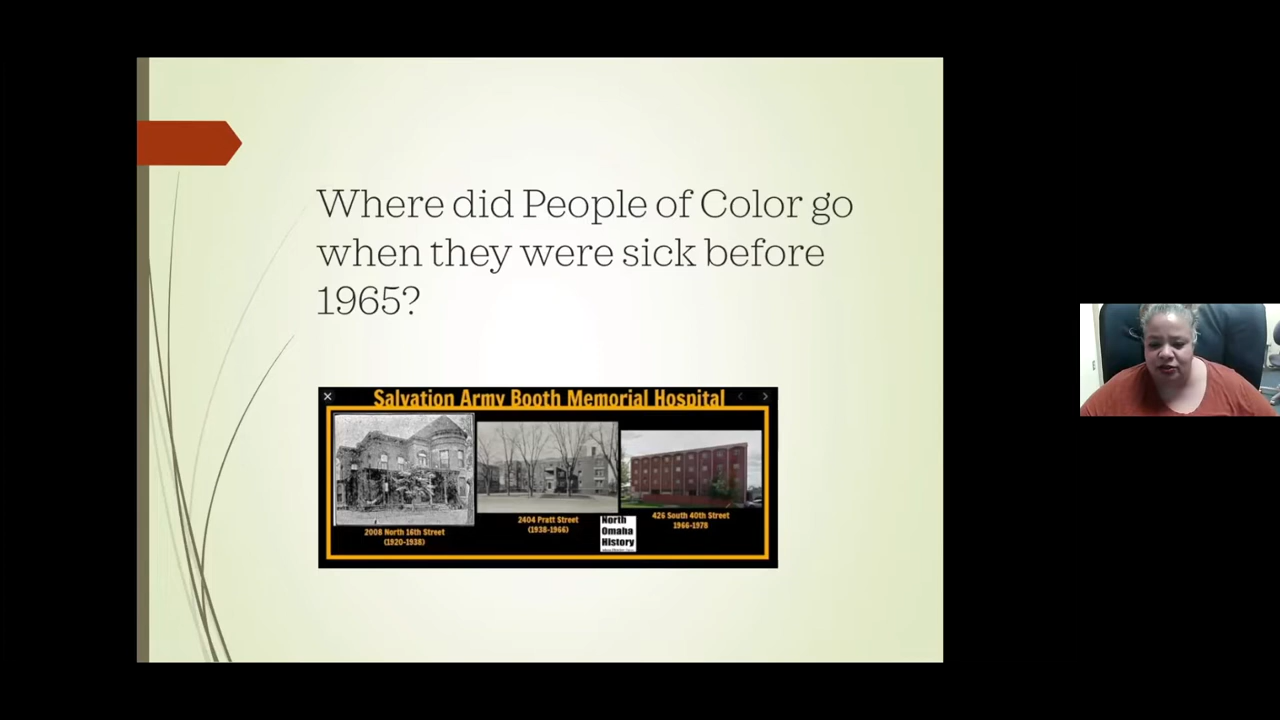 Where did People of Color go
when they were sick before
1965?
Salvation Army Booth Memorial Hospital
2008 North 16th Street
(1920-1938)
2404 Pratt Street
(1938-1966)
426 South 40th Street
1966-1978
North
Omaha
History